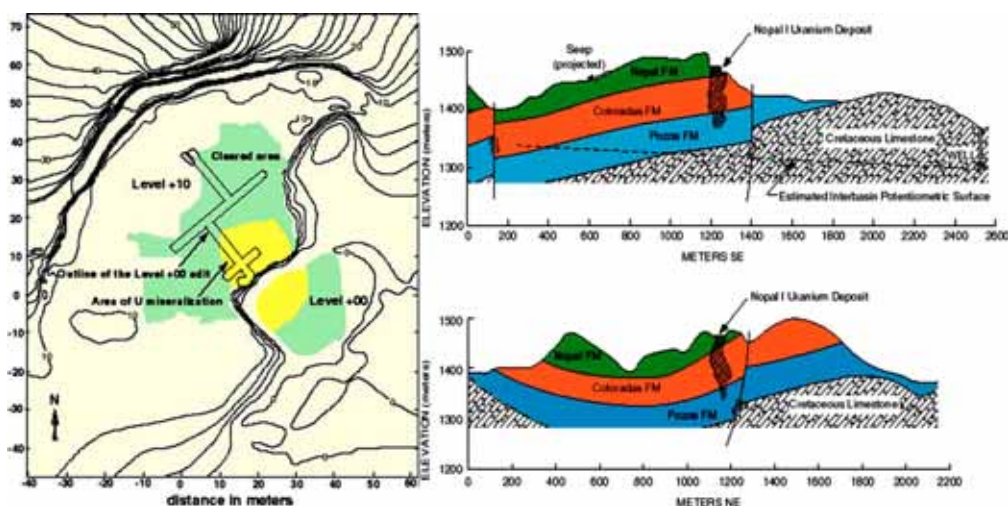 70
60
50
40
30
20
10
0
-10
-20
-30
-40
Cleared area
Level +10
Outline of the Level +00 adit
Area of U mineralization
Level +00
N
-40
-20
0
20
40
60
distance in meters
ELEVATION (meters)
1500
1400
1300
1200
Seep
(projected)
Nopal I Uranium Deposit
Nopal FM
Coloradas FM
Pozos FM
Cretaceous Limestone
WELL
Estimated Interbasin Potentiometric Surface
0 200 400 600 800 1000 1200 1400 1600 1800 2000 2200 2400 2600
METERS SE
ELEVATION (meters)
1500
1400
1300
1200
Nopal I Uranium Deposit
Nopal FM
Coloradas FM
Pozos FM
Cretaceous Limestone
0 200 400 600 800 1000 1200 1400 1600 1800 2000 2200
METERS NE